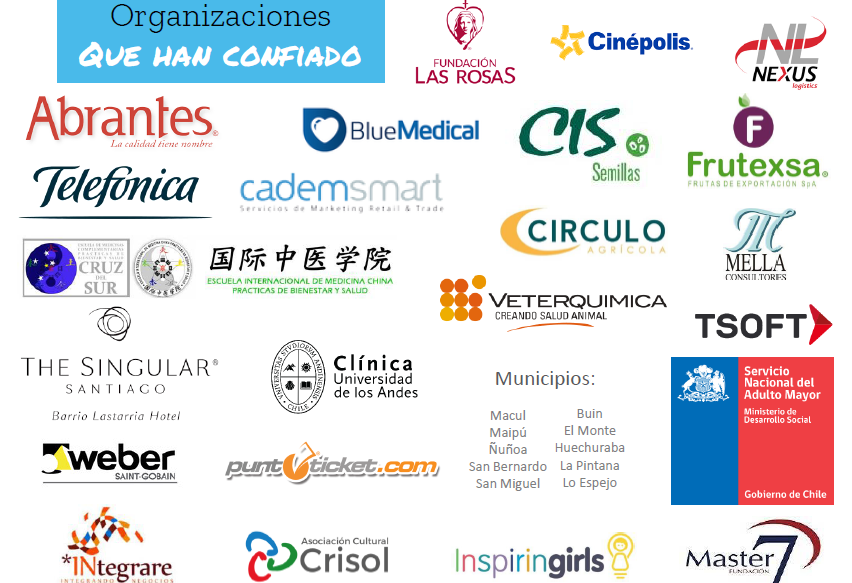 Organizaciones
QUE HAN CONFIADO
FUNDACIÓN
LAS ROSAS
Cinépolis.
NL
NEXUS
logistics
Abrantes®
La calidad tiene nombre
BlueMedical
CIS
Semillas
F
Frutexsa®
FRUTAS DE EXPORTACIÓN SpA
Telefónica
cademsmart
Servicios de Marketing Retail & Trade
CIRCULO
AGRÍCOLA
M
MELLA
CONSULTORES
CRUZ
DEL
SUR
国际中医学院
ESCUELA INTERNACIONAL DE MEDICINA CHINA
PRACTICAS DE BIENESTAR Y SALUD
VETERQUIMICA
CREANDO SALUD ANIMAL
TSOFT
THE SINGULAR®
SANTIAGO
Barrio Lastarria Hotel
Clínica
Universidad
de los Andes
Municipios:
Macul
Maipú
Ñuñoa
San Bernardo
San Miguel
Buin
El Monte
Huechuraba
La Pintana
Lo Espejo
Servicio
Nacional del
Adulto Mayor
Ministerio de
Desarrollo Social
Gobierno de Chile
weber
SAINT-GOBAIN
puntoticket.com
*INtegrare
INTEGRANDO NEGOCIOS
Asociación Cultural
Crisol
Inspiringirls
Master7
FUNDACIÓN